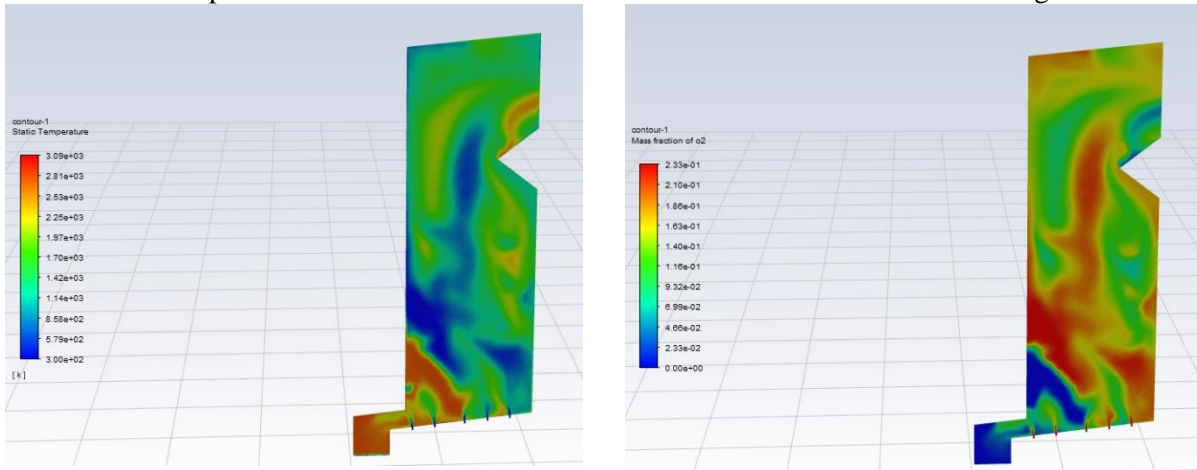 contour-1
Static Temperature
3.09e+03
2.81e+03
2.53e+03
2.25e+03
1.97e+03
1.70e+03
1.42e+03
1.14e+03
8.58e+02
5.79e+02
3.00e+02
[ k ]
contour-1
Mass fraction of o2
2.33e-01
2.10e-01
1.86e-01
1.63e-01
1.40e-01
1.16e-01
9.32e-02
6.99e-02
4.66e-02
2.33e-02
0.00e+00